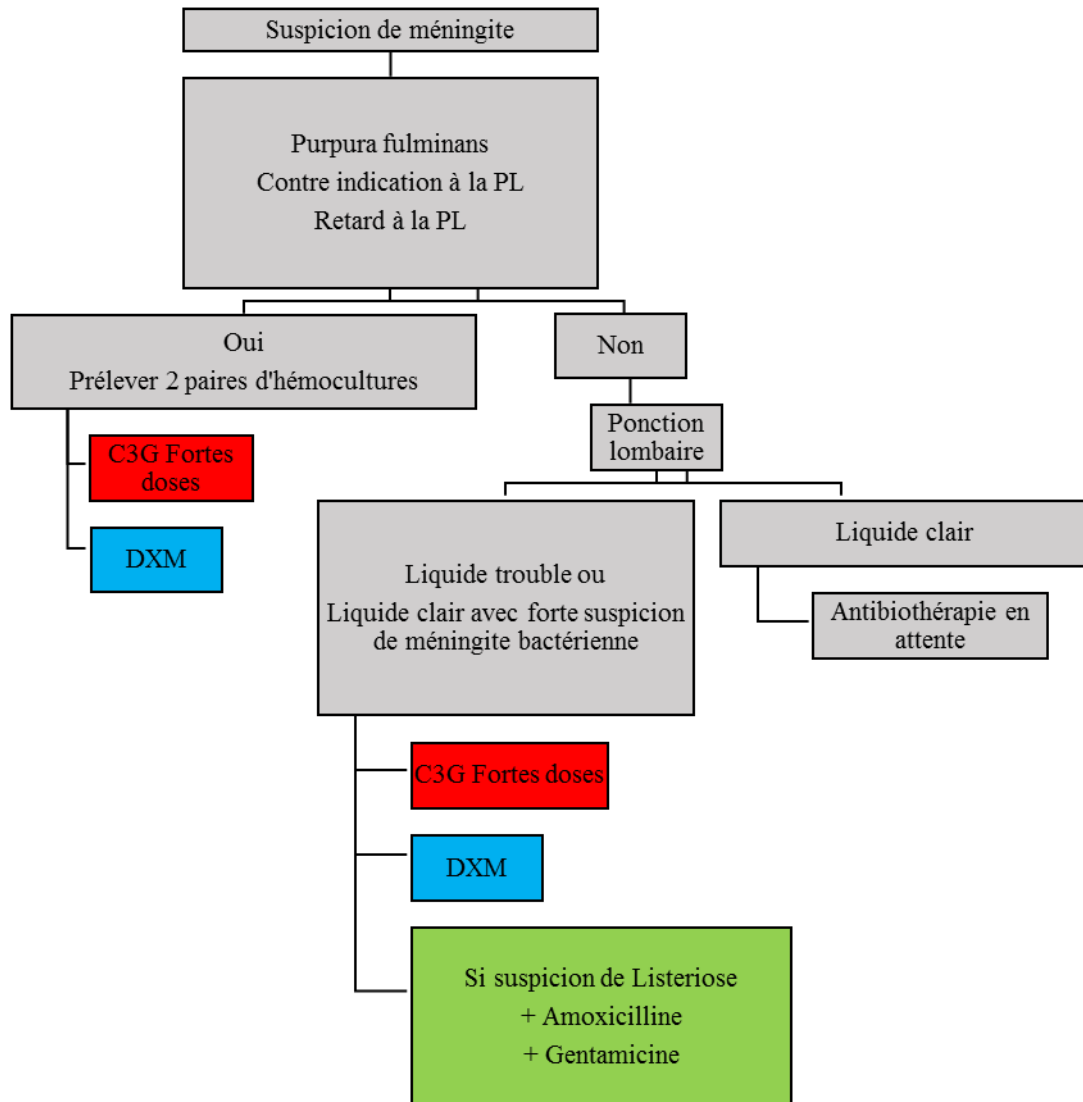 Suspicion de méningite
Purpura fulminans
Contre indication à la PL
Retard à la PL
Oui
Prélever 2 paires d'hémocultures
C3G Fortes
doses
DXM
Non
Ponction
lombaire
Liquide trouble ou
Liquide clair avec forte suspicion
de méningite bactérienne
C3G Fortes doses
DXM
Si suspicion de Listeriose
+ Amoxicilline
+ Gentamicine
Liquide clair
Antibiothérapie en
attente